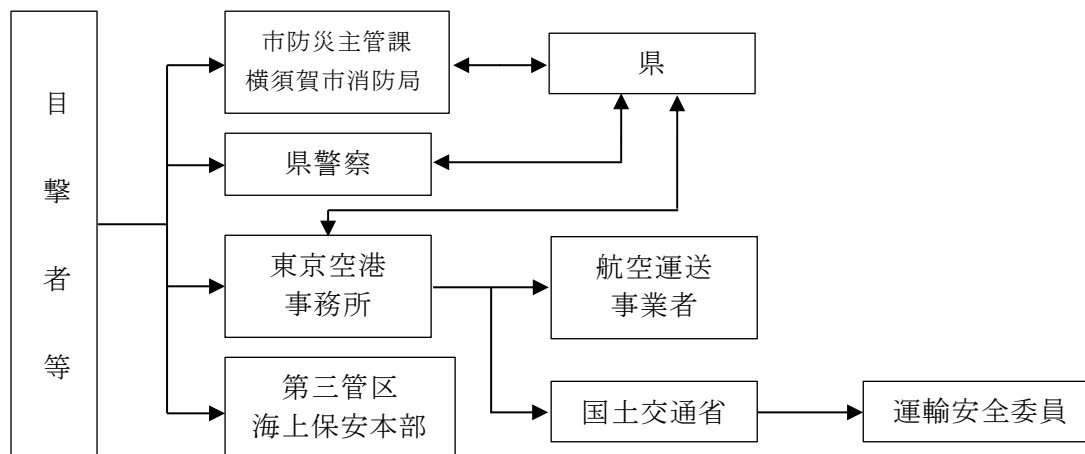 目撃者等
市防災主管課
横須賀市消防局
県
県警察
東京空港
事務所
航空運送
事業者
第三管区
海上保安本部
国土交通省
運輸安全委員